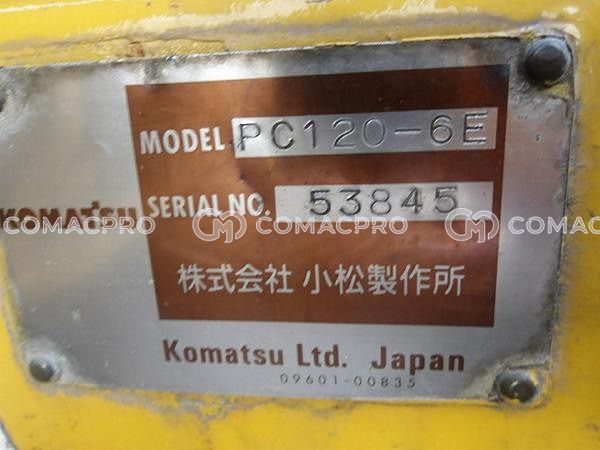 MODEL PC120-6E
KOMATSU SERIAL NO. 53845
COMACPRO COMACPRO COMACPRO
株式会社 小松製作所
Komatsu Ltd. Japan
09601-00835